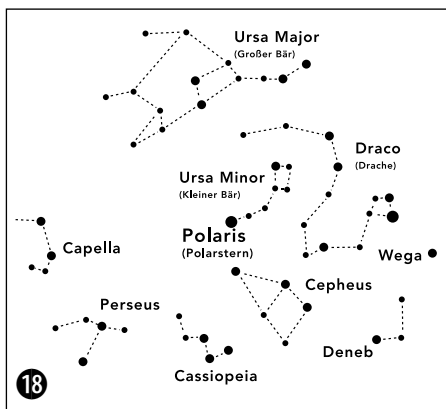 Ursa Major
(Großer Bär)
Draco
(Drache)
Ursa Minor
(Kleiner Bär)
Polaris
(Polarstern)
Capella
Wega
Cepheus
Perseus
Deneb
Cassiopeia
18